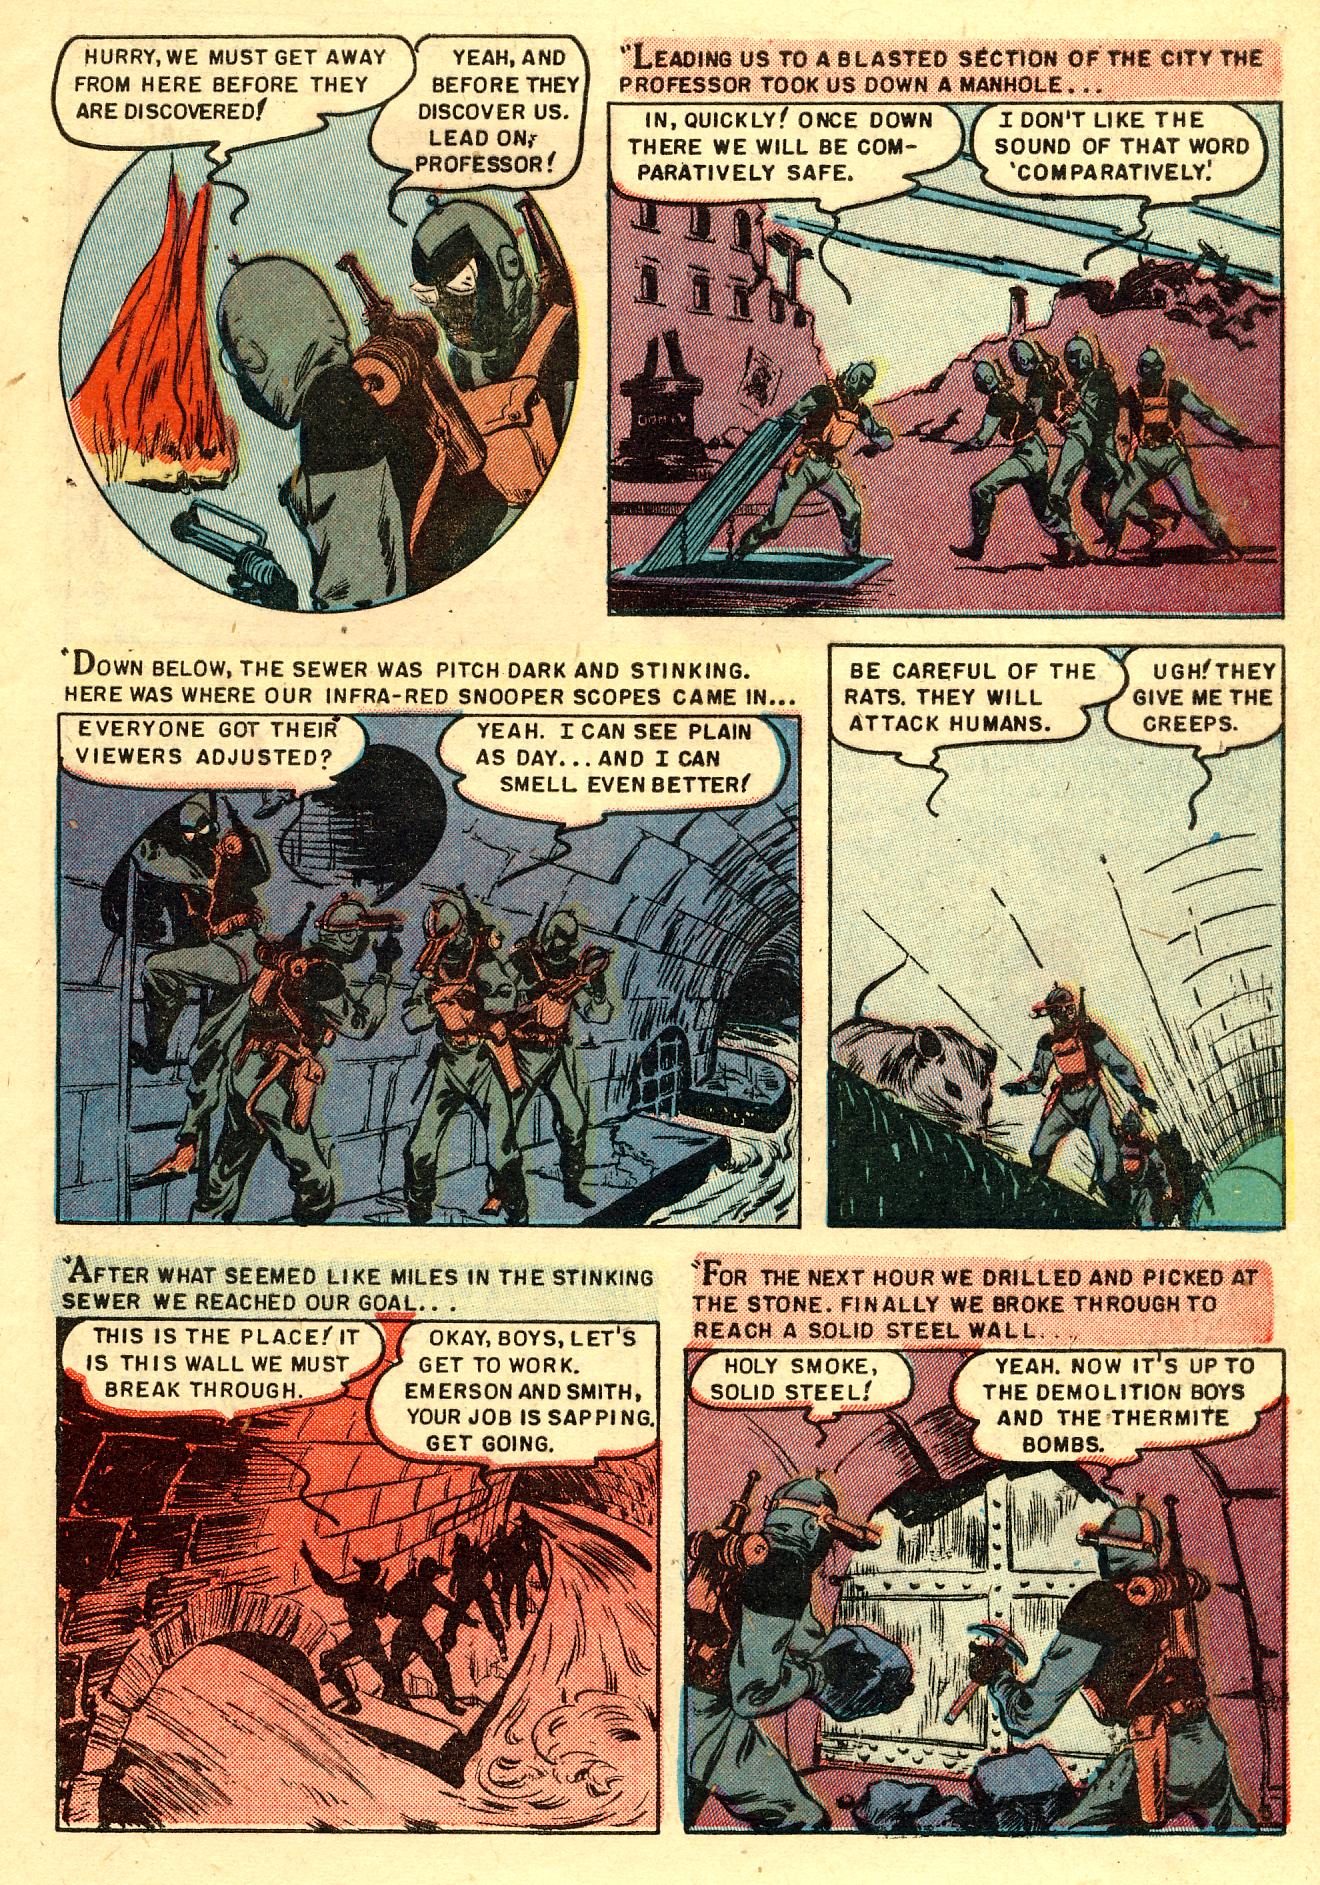 HURRY, WE MUST GET AWAY
FROM HERE BEFORE THEY
ARE DISCOVERED!
YEAH, AND
BEFORE THEY
DISCOVER US.
LEAD ON,
PROFESSOR!
"LEADING US TO A BLASTED SECTION OF THE CITY THE
PROFESSOR TOOK US DOWN A MANHOLE...
IN, QUICKLY! ONCE DOWN
THERE WE WILL BE COM-
PARATIVELY SAFE.
I DON'T LIKE THE
SOUND OF THAT WORD
'COMPARATIVELY.'
"DOWN BELOW, THE SEWER WAS PITCH DARK AND STINKING.
HERE WAS WHERE OUR INFRA-RED SNOOPER SCOPES CAME IN...
EVERYONE GOT THEIR
VIEWERS ADJUSTED?
YEAH. I CAN SEE PLAIN
AS DAY... AND I CAN
SMELL EVEN BETTER!
BE CAREFUL OF THE
RATS. THEY WILL
ATTACK HUMANS.
UGH! THEY
GIVE ME THE
CREEPS.
"AFTER WHAT SEEMED LIKE MILES IN THE STINKING
SEWER WE REACHED OUR GOAL...
THIS IS THE PLACE! IT
IS THIS WALL WE MUST
BREAK THROUGH.
OKAY, BOYS, LET'S
GET TO WORK.
EMERSON AND SMITH,
YOUR JOB IS SAPPING.
GET GOING.
"FOR THE NEXT HOUR WE DRILLED AND PICKED AT
THE STONE. FINALLY WE BROKE THROUGH TO
REACH A SOLID STEEL WALL...
HOLY SMOKE,
SOLID STEEL!
YEAH. NOW IT'S UP TO
THE DEMOLITION BOYS
AND THE THERMITE
BOMBS.